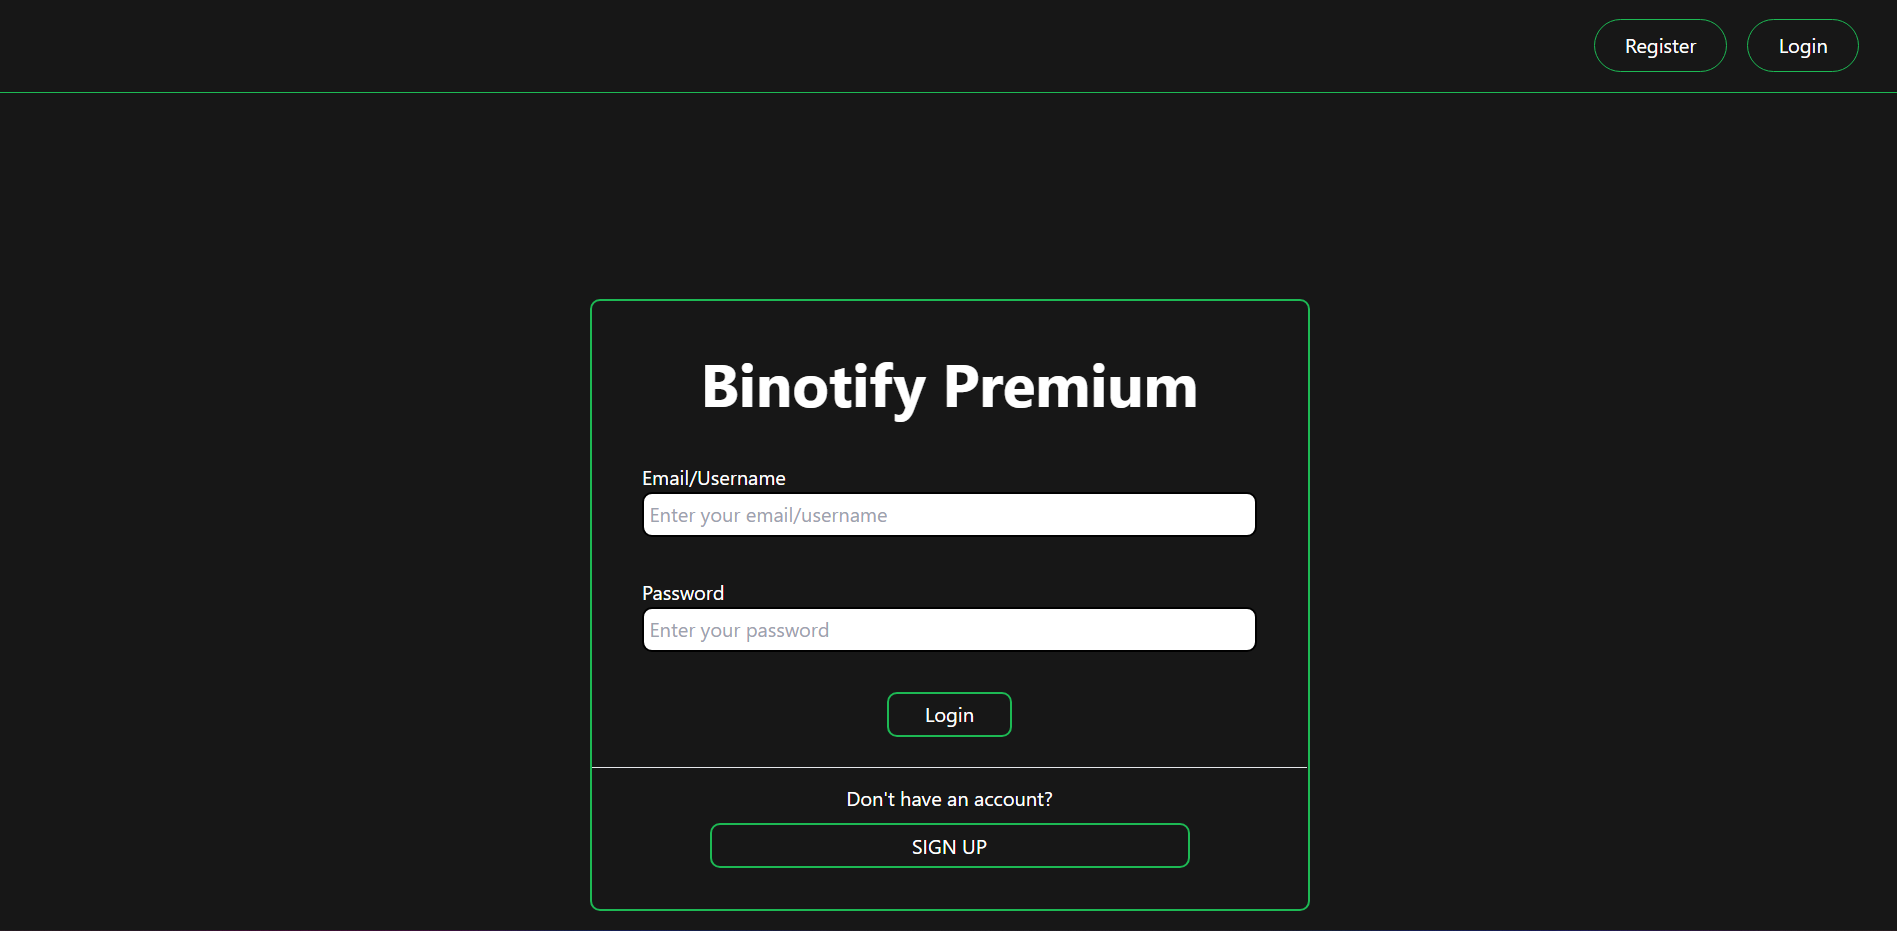 Register Login
Binotify Premium
Email/Username
Enter your email/username
Password
Enter your password
Login
Don't have an account?
SIGN UP